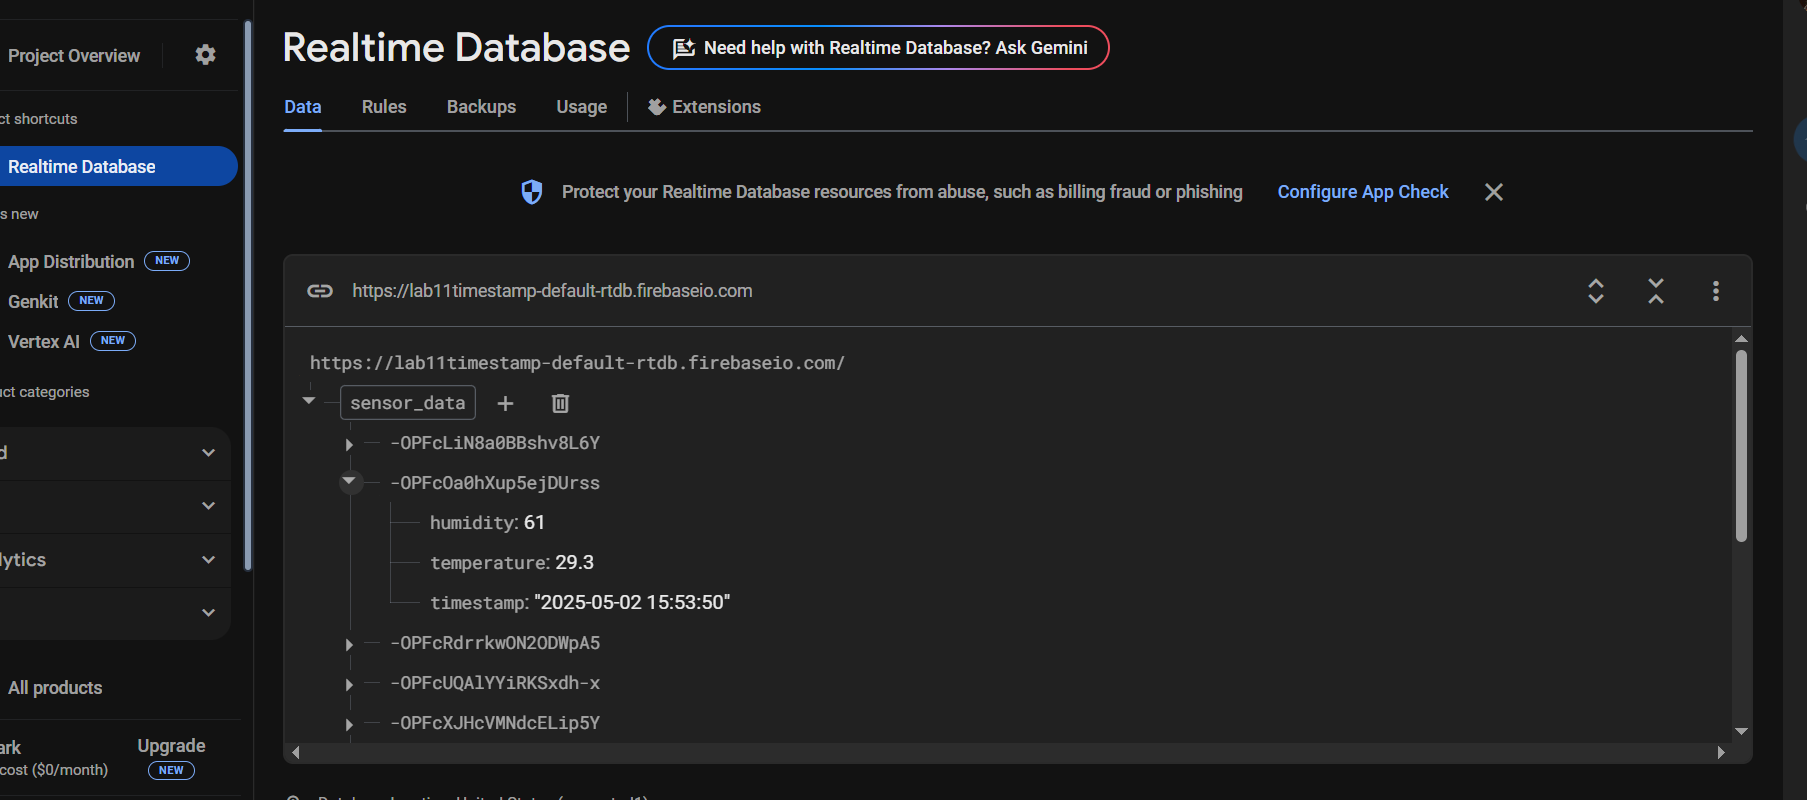 Project Overview
ct shortcuts
Realtime Database
s new
App Distribution NEW
Genkit NEW
Vertex AI NEW
uct categories
d
lytics
All products
ark
cost ($0/month)
Upgrade
NEW
Realtime Database
Need help with Realtime Database? Ask Gemini
Data Rules Backups Usage Extensions
Protect your Realtime Database resources from abuse, such as billing fraud or phishing Configure App Check
https://lab11timestamp-default-rtdb.firebaseio.com
https://lab11timestamp-default-rtdb.firebaseio.com/
sensor_data
-OPFcLiN8a0BBshv8L6Y
-OPFcOa0hXup5ejDUrss
humidity: 61
temperature: 29.3
timestamp: "2025-05-02 15:53:50"
-OPFcRdrrkwON2ODWpA5
-OPFcUQAlYYiRKSxdh-x
-OPFcXJHcVMNdcELip5Y